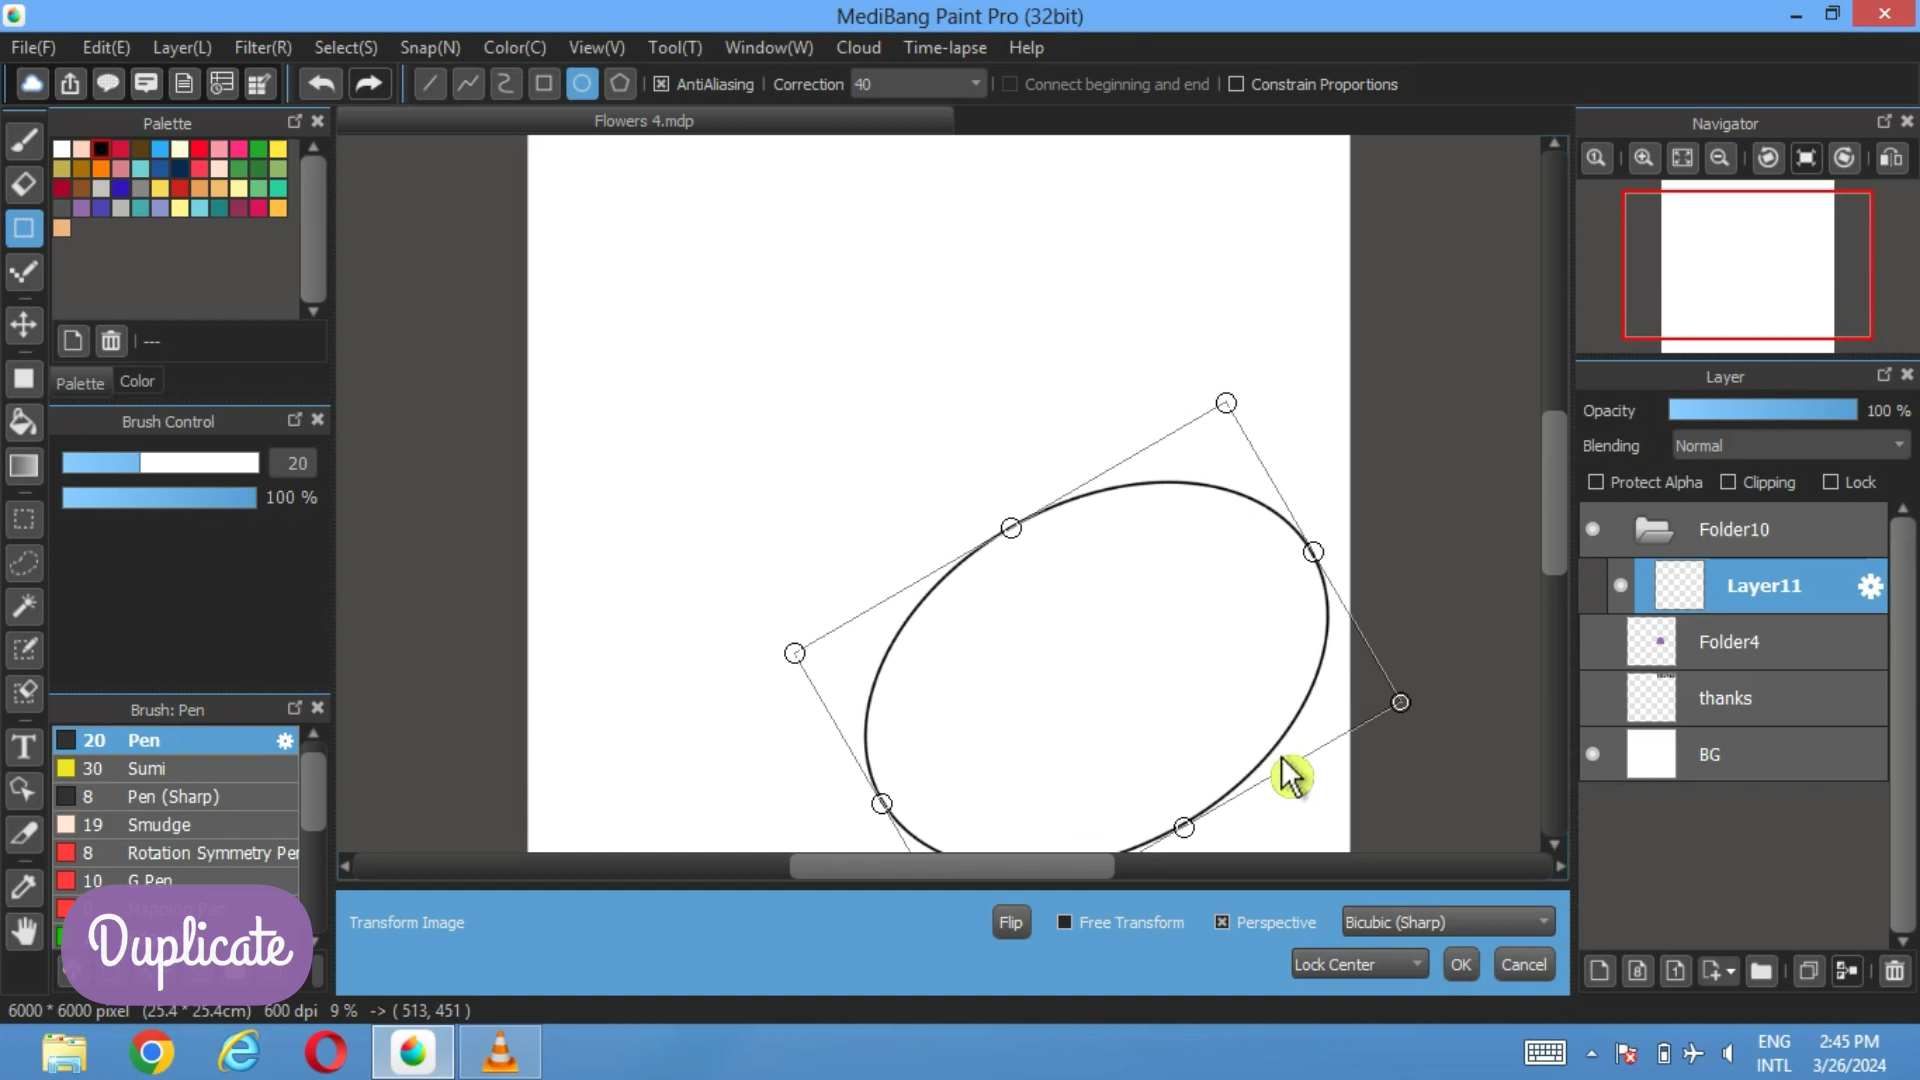 MediBang Paint Pro (32bit)
File(F) Edit(E) Layer(L) Filter(R) Select(S) Snap(N) Color(C) View(V) Tool(T) Window(W) Cloud Time-lapse Help
AntiAliasing Correction 40 Connect beginning and end Constrain Proportions
Palette
Flowers 4.mdp
Navigator
---
Palette Color
Layer
Brush Control
Opacity 100 %
Blending Normal
20
Protect Alpha Clipping Lock
100 %
Folder10
Layer11
Folder4
thanks
BG
Brush: Pen
20 Pen
30 Sumi
8 Pen (Sharp)
19 Smudge
8 Rotation Symmetry Per
10 G Pen
Duplicate
Transform Image Flip Free Transform Perspective Bicubic (Sharp)
Lock Center OK Cancel
6000 * 6000 pixel (25.4 * 25.4cm) 600 dpi 9 % -> ( 513, 451 )
ENG 2:45 PM
INTL 3/26/2024